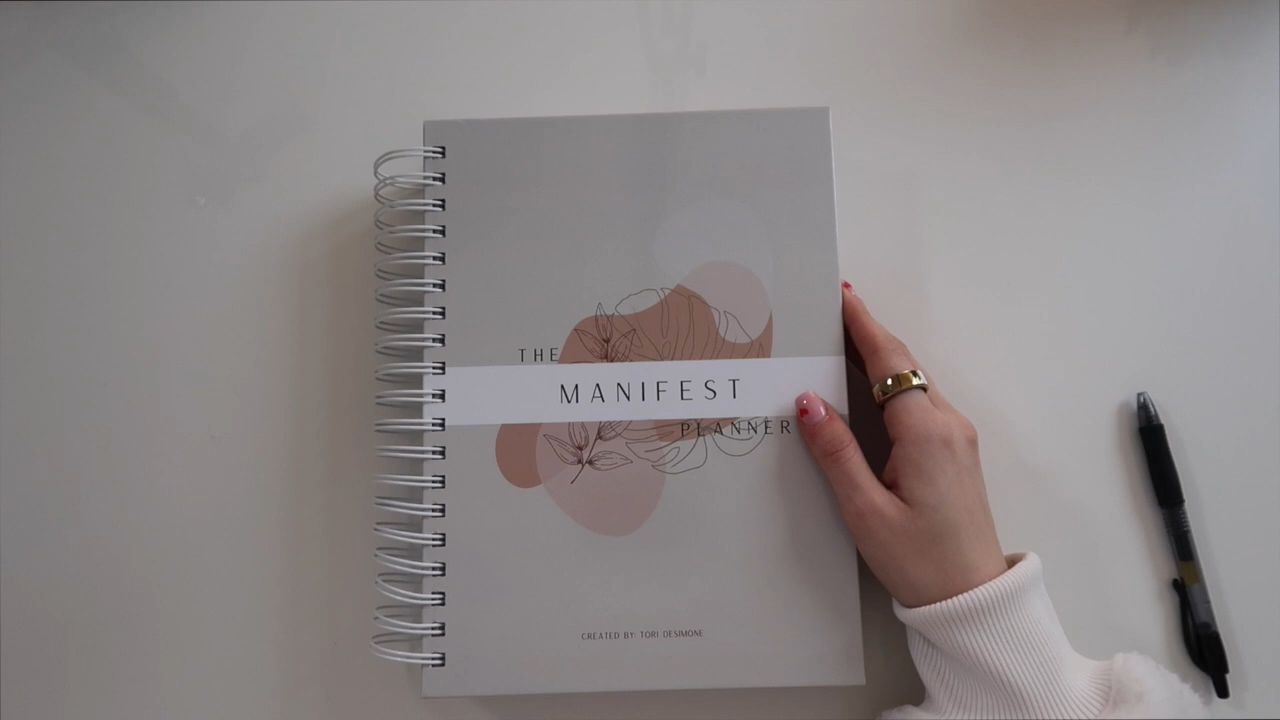 THE
MANIFEST
PLANNER
CREATED BY: TORI DESIMONE